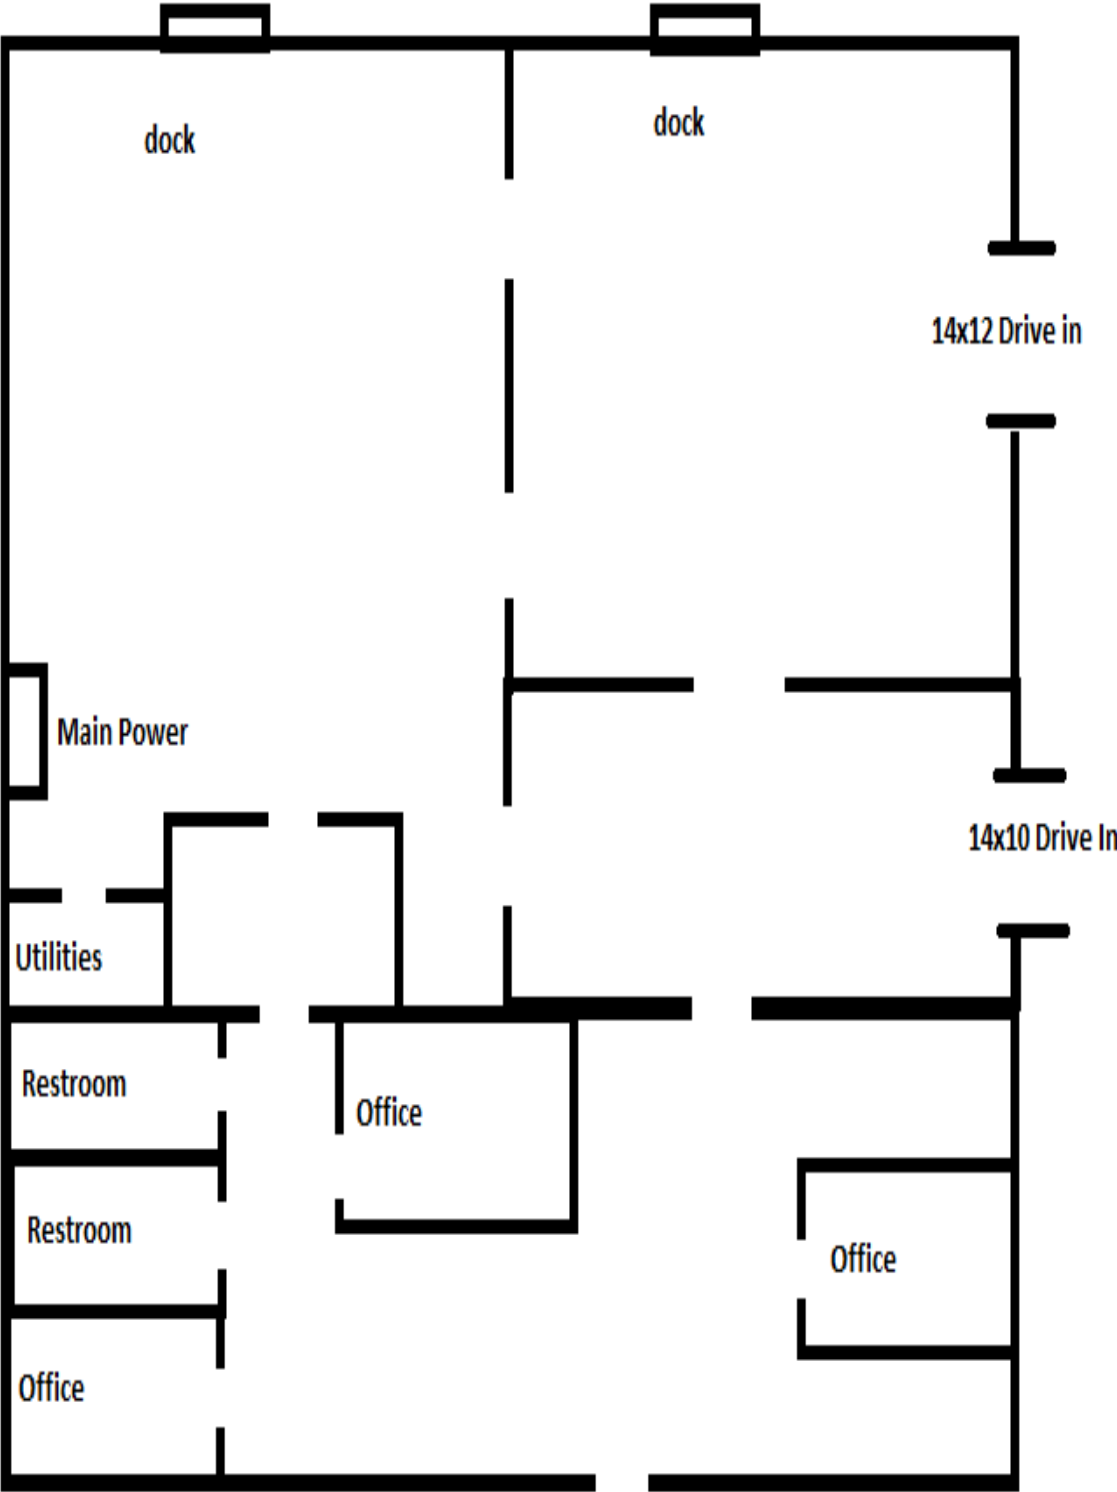 dock
dock
14x12 Drive in
Main Power
14x10 Drive In
Utilities
Restroom
Office
Restroom
Office
Office